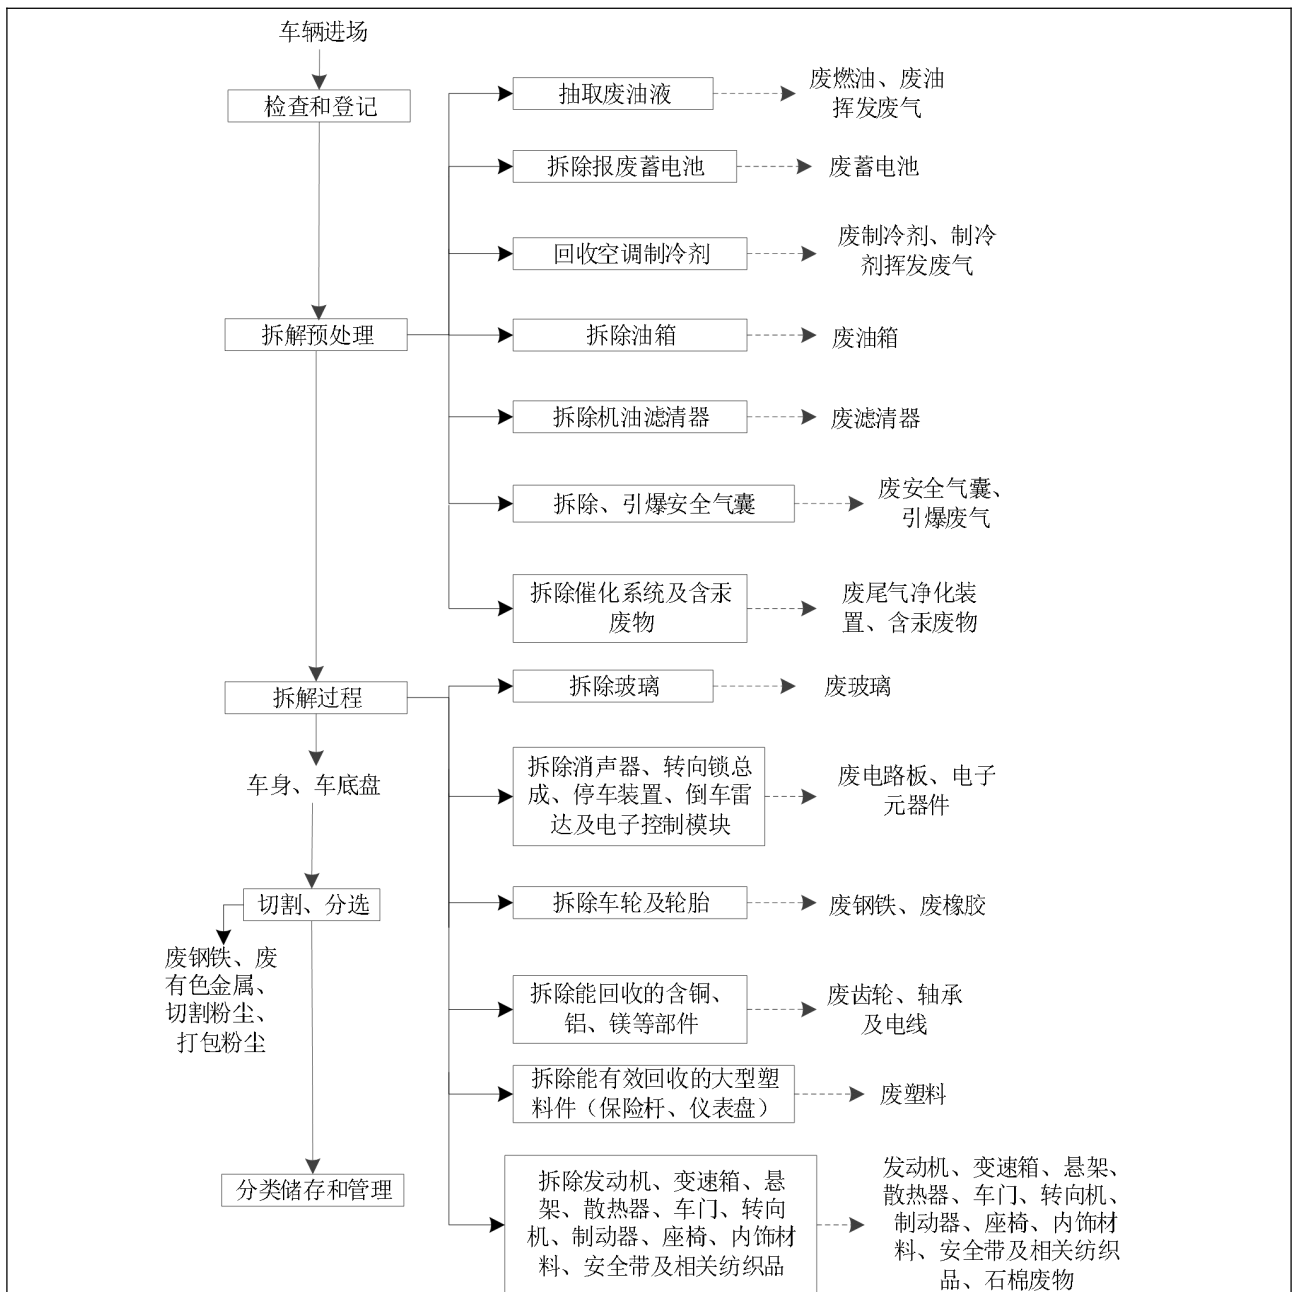 车辆进场
检查和登记
抽取废油液
废燃油、废油
挥发废气
拆除报废蓄电池
废蓄电池
回收空调制冷剂
废制冷剂、制冷
剂挥发废气
拆解预处理
拆除油箱
废油箱
拆除机油滤清器
废滤清器
拆除、引爆安全气囊
废安全气囊、
引爆废气
拆除催化系统及含汞
废物
废尾气净化装
置、含汞废物
拆解过程
拆除玻璃
废玻璃
车身、车底盘
拆除消声器、转向锁总
成、停车装置、倒车雷
达及电子控制模块
废电路板、电子
元器件
切割、分选
废钢铁、废
有色金属、
切割粉尘、
打包粉尘
拆除车轮及轮胎
废钢铁、废橡胶
拆除能回收的含铜、
铝、镁等部件
废齿轮、轴承
及电线
拆除能有效回收的大型塑
料件（保险杆、仪表盘）
废塑料
分类储存和管理
拆除发动机、变速箱、悬
架、散热器、车门、转向
机、制动器、座椅、内饰材
料、安全带及相关纺织品
发动机、变速箱、悬架、
散热器、车门、转向机、
制动器、座椅、内饰材
料、安全带及相关纺织
品、石棉废物